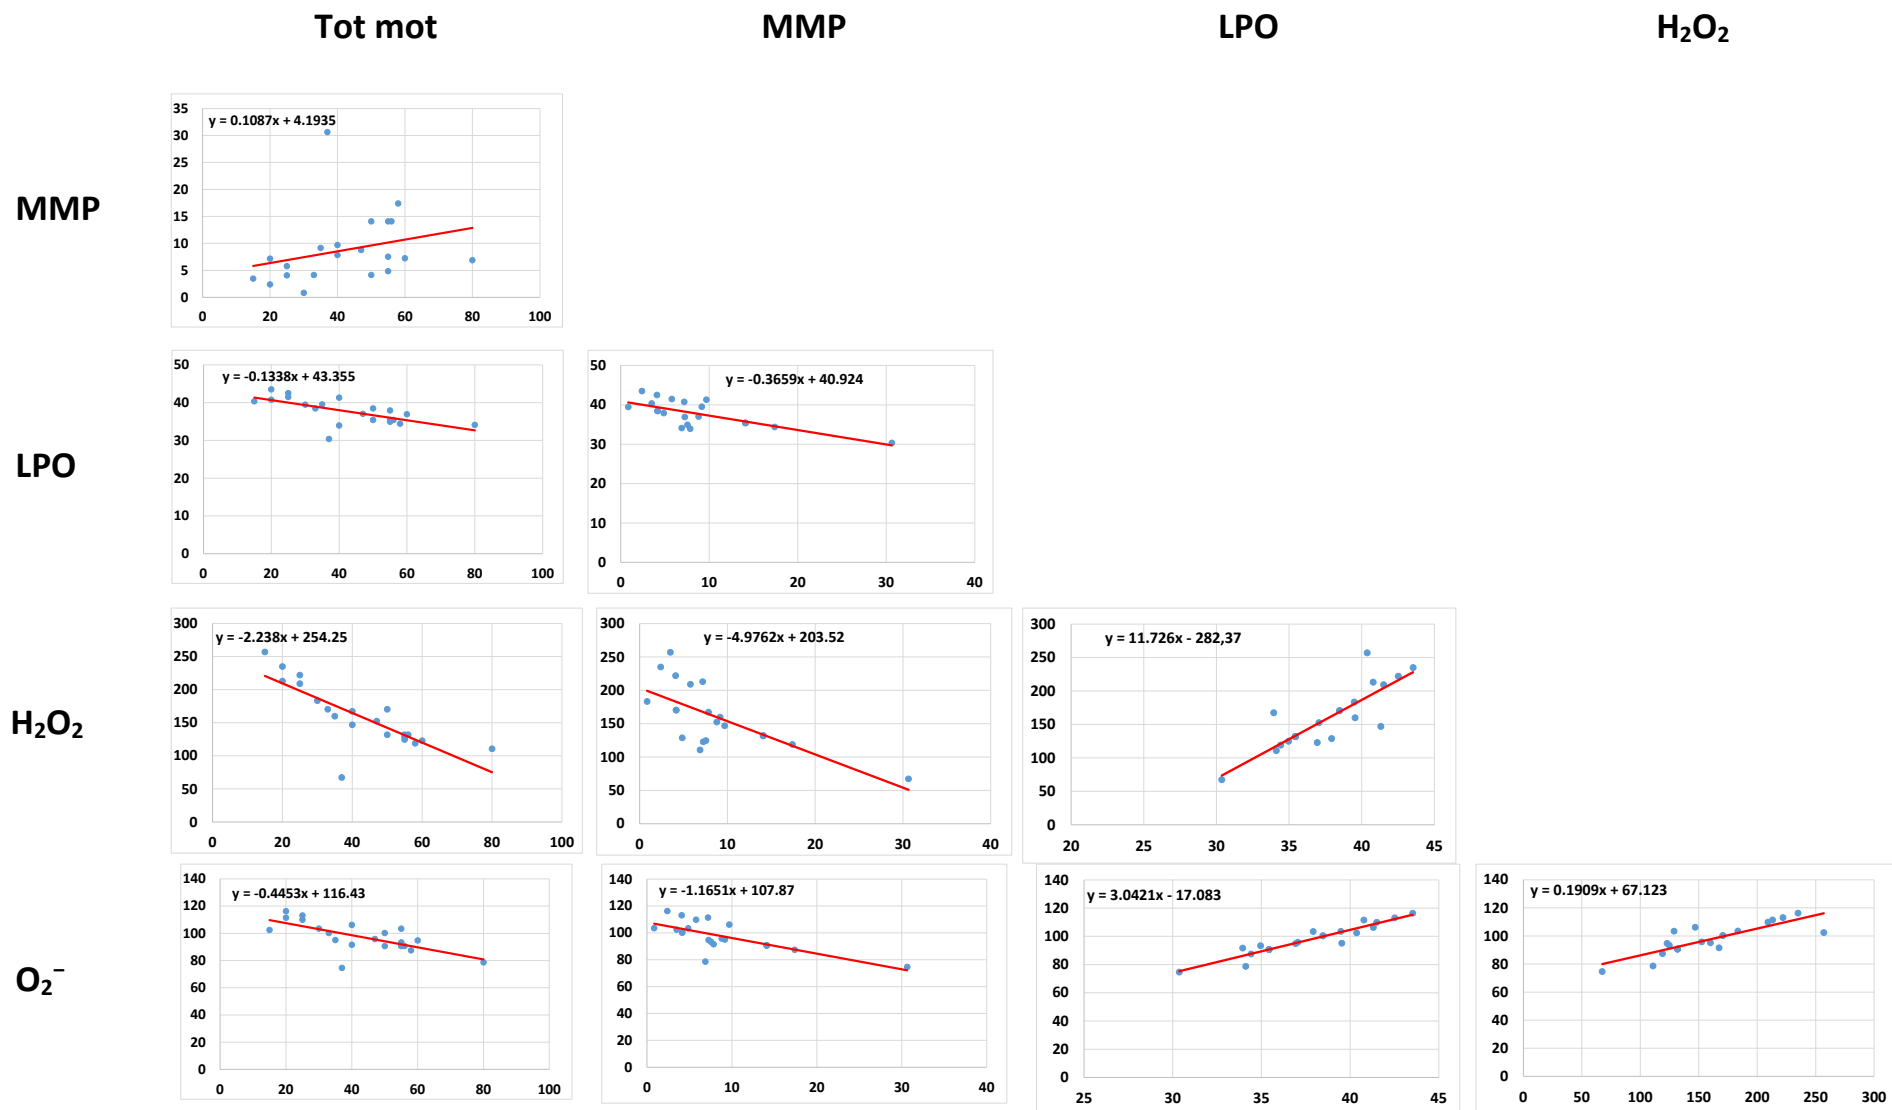 Tot mot MMP LPO H₂O₂
MMP
y = 0.1087x + 4.1935
35
30
25
20
15
10
5
0
0 20 40 60 80 100
LPO
y = -0.1338x + 43.355
50
40
30
20
10
0
0 20 40 60 80 100
y = -0.3659x + 40.924
50
40
30
20
10
0
0 10 20 30 40
H₂O₂
y = -2.238x + 254.25
300
250
200
150
100
50
0
0 20 40 60 80 100
y = -4.9762x + 203.52
300
250
200
150
100
50
0
0 10 20 30 40
y = 11.726x - 282,37
300
250
200
150
100
50
0
20 25 30 35 40 45
O₂⁻
y = -0.4453x + 116.43
140
120
100
80
60
40
20
0
0 20 40 60 80 100
y = -1.1651x + 107.87
140
120
100
80
60
40
20
0
0 10 20 30 40
y = 3.0421x - 17.083
140
120
100
80
60
40
20
0
25 30 35 40 45
y = 0.1909x + 67.123
140
120
100
80
60
40
20
0
0 50 100 150 200 250 300